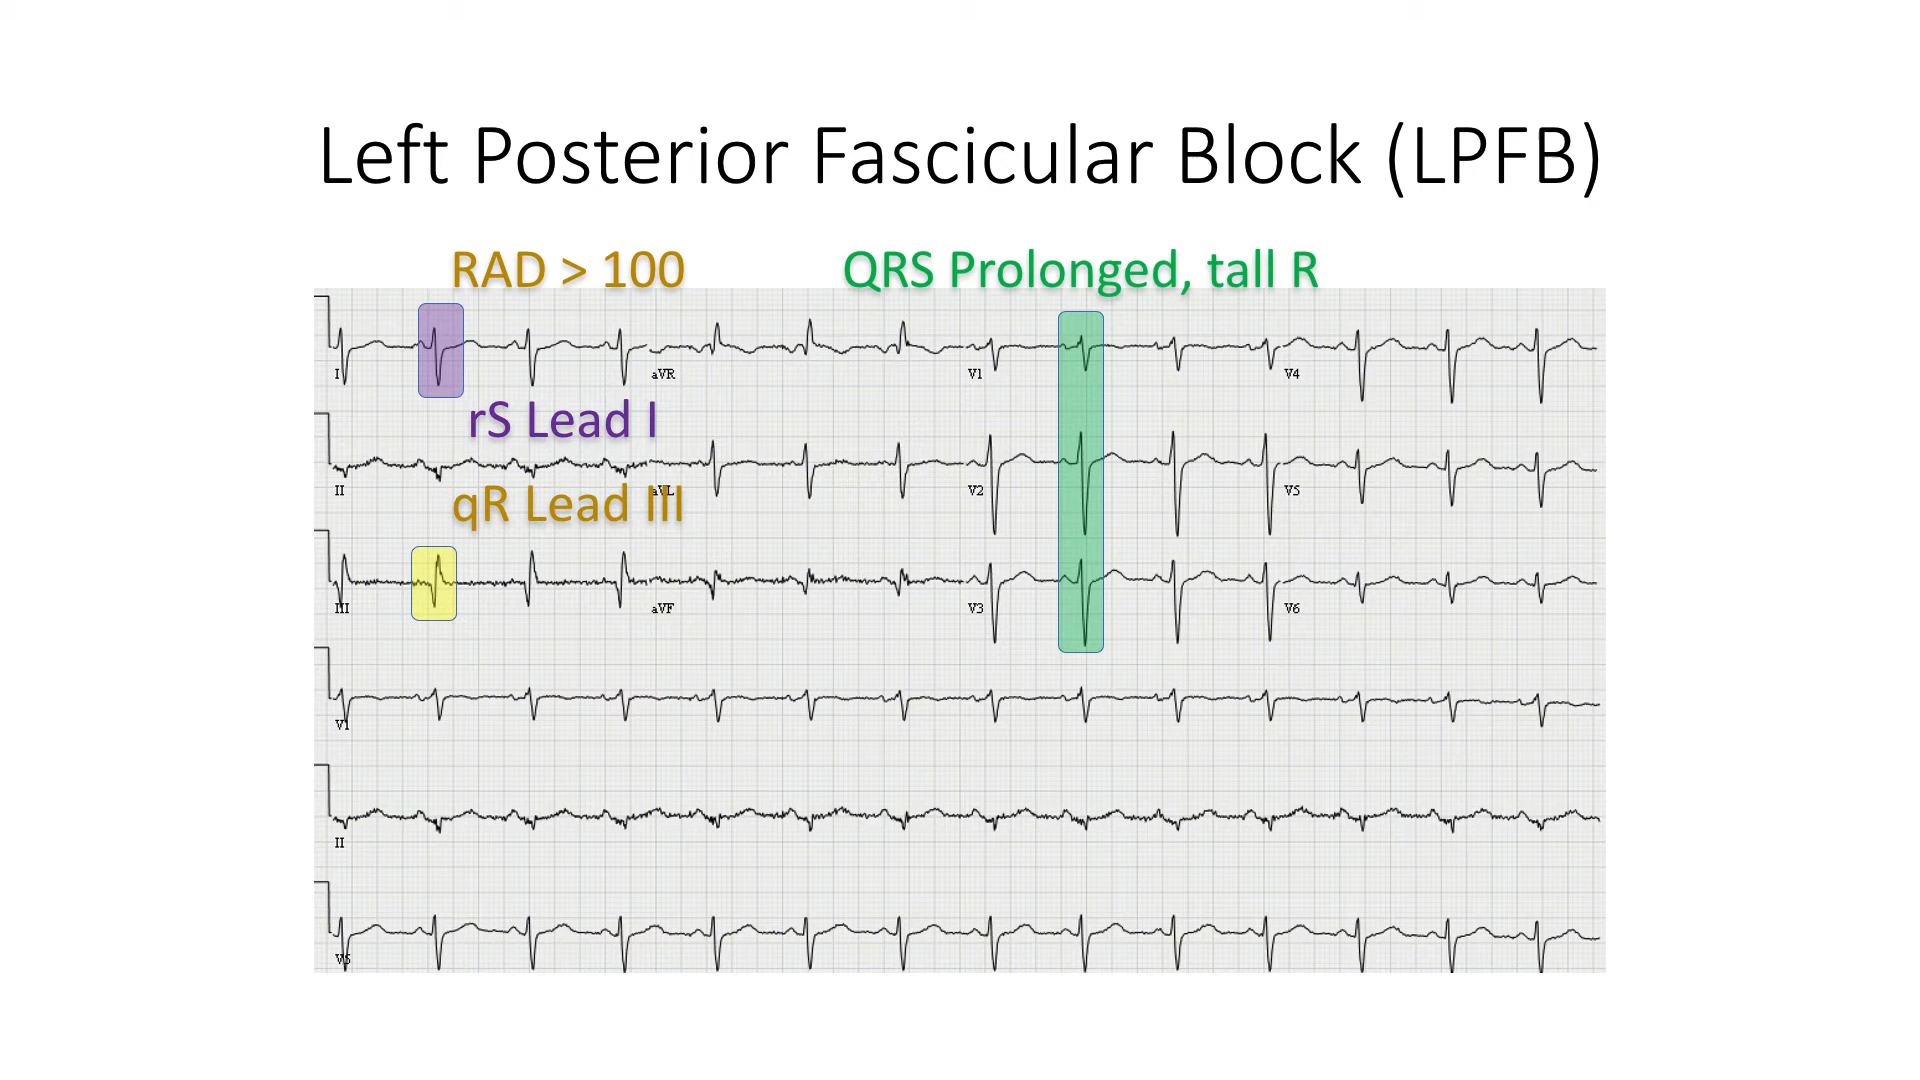 Left Posterior Fascicular Block (LPFB)
RAD > 100
QRS Prolonged, tall R
I
aVR
V1
V4
rS Lead I
II
aVL
V2
V5
qR Lead III
III
aVF
V3
V6
V1
II
V5